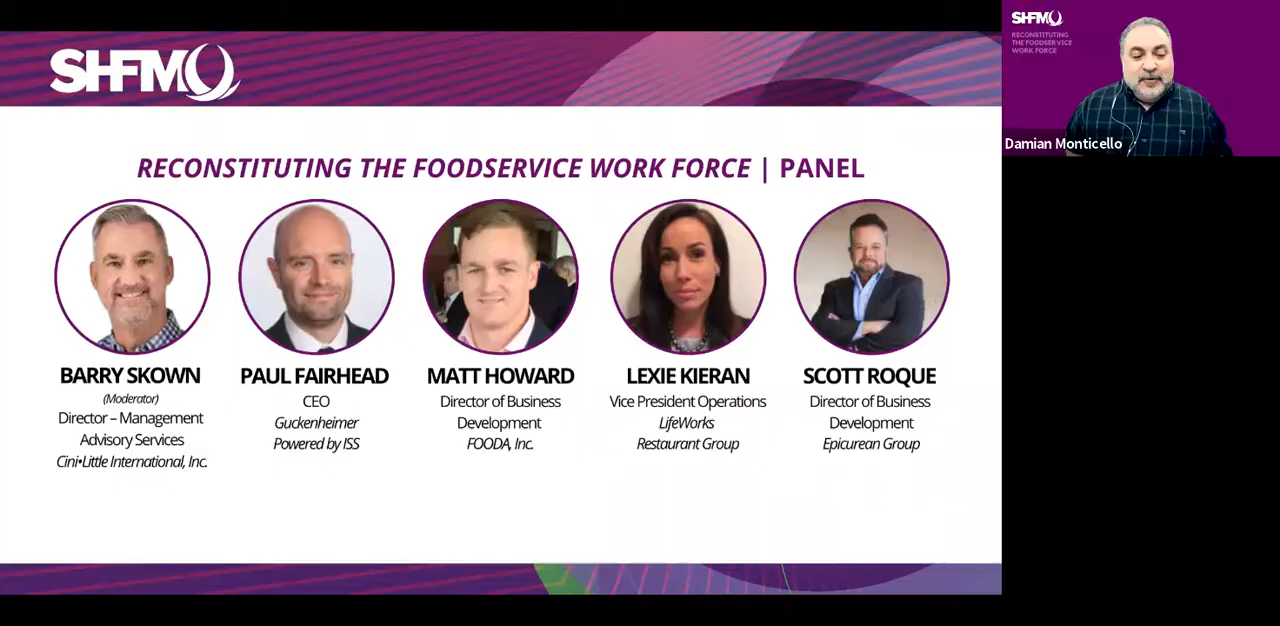 SHFM
RECONSTITUTING THE FOODSERVICE WORK FORCE | PANEL
BARRY SKOWN
(Moderator)
Director – Management
Advisory Services
Cini•Little International, Inc.
PAUL FAIRHEAD
CEO
Guckenheimer
Powered by ISS
MATT HOWARD
Director of Business
Development
FOODA, Inc.
LEXIE KIERAN
Vice President Operations
LifeWorks
Restaurant Group
SCOTT ROQUE
Director of Business
Development
Epicurean Group
SHFM
RECONSTITUTING
THE FOODSERVICE
WORK FORCE
Damian Monticello